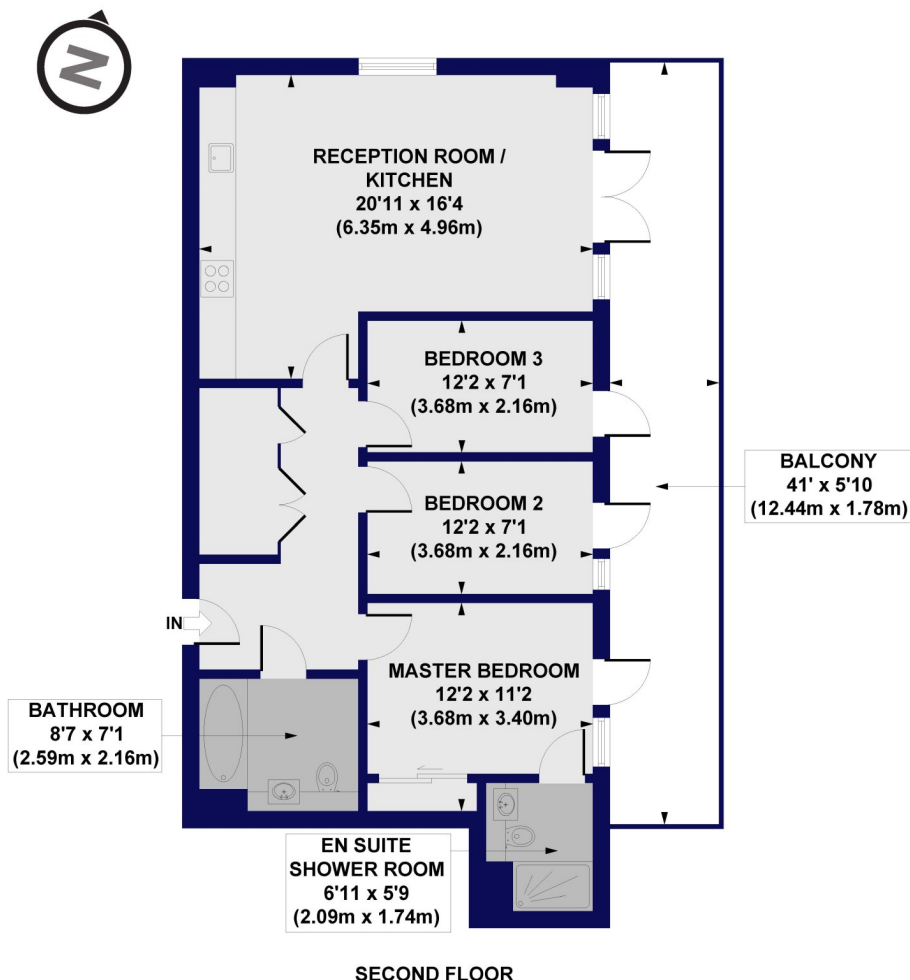 N
RECEPTION ROOM /
KITCHEN
20'11 x 16'4
(6.35m x 4.96m)
BEDROOM 3
12'2 x 7'1
(3.68m x 2.16m)
BALCONY
41' x 5'10
(12.44m x 1.78m)
BEDROOM 2
12'2 x 7'1
(3.68m x 2.16m)
IN
MASTER BEDROOM
12'2 x 11'2
(3.68m x 3.40m)
BATHROOM
8'7 x 7'1
(2.59m x 2.16m)
EN SUITE
SHOWER ROOM
6'11 x 5'9
(2.09m x 1.74m)
SECOND FLOOR